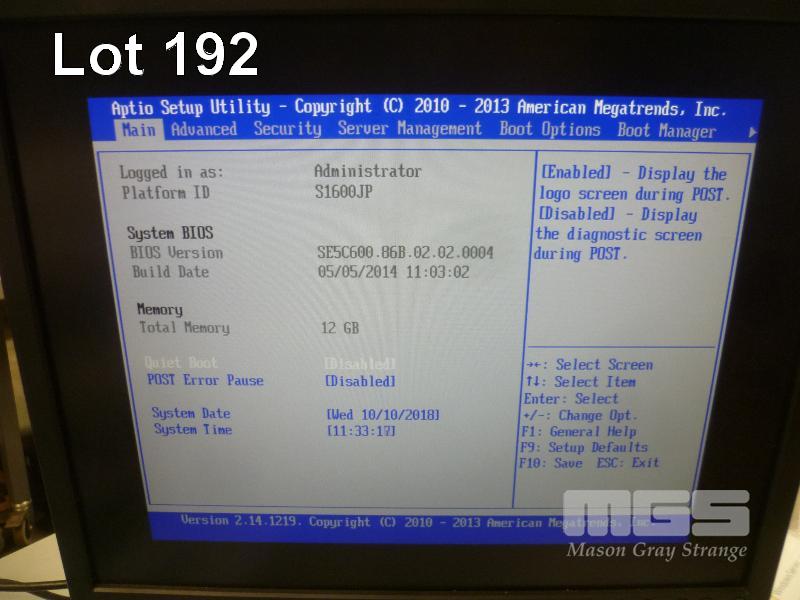 Lot 192
Aptio Setup Utility - Copyright (C) 2010 - 2013 American Megatrends, Inc.
Main Advanced Security Server Management Boot Options Boot Manager
Logged in as: Administrator
Platform ID S1600JP
System BIOS
BIOS Version SE5C600.86B.02.02.0004
Build Date 05/05/2014 11:03:02
Memory
Total Memory 12 GB
Quiet Boot [Disabled]
POST Error Pause [Disabled]
System Date [Wed 10/10/2018]
System Time [11:33:17]
[Enabled] - Display the
logo screen during POST.
[Disabled] - Display
the diagnostic screen
during POST.
→←: Select Screen
↑↓: Select Item
Enter: Select
+/-: Change Opt.
F1: General Help
F9: Setup Defaults
F10: Save ESC: Exit
Version 2.14.1219. Copyright (C) 2010 - 2013 American Megatrends, Inc.
MGS
Mason Gray Strange